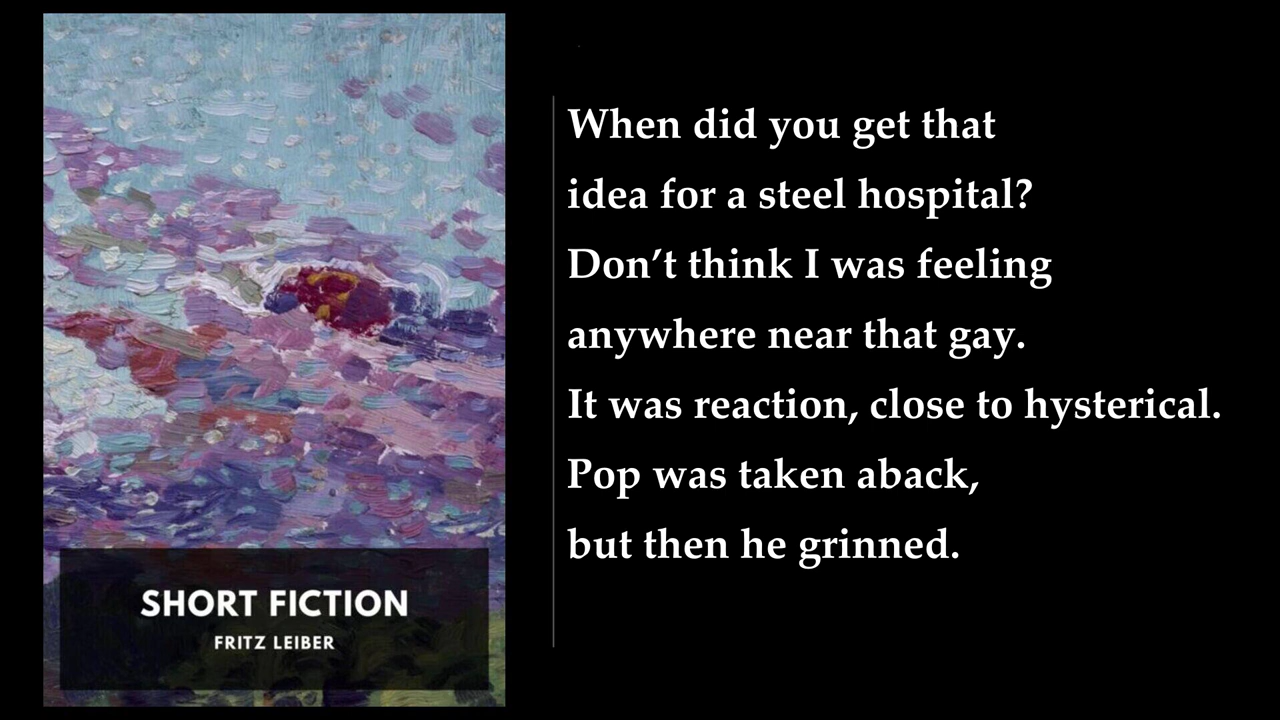 When did you get that
idea for a steel hospital?
Don’t think I was feeling
anywhere near that gay.
It was reaction, close to hysterical.
Pop was taken aback,
but then he grinned.
SHORT FICTION
FRITZ LEIBER